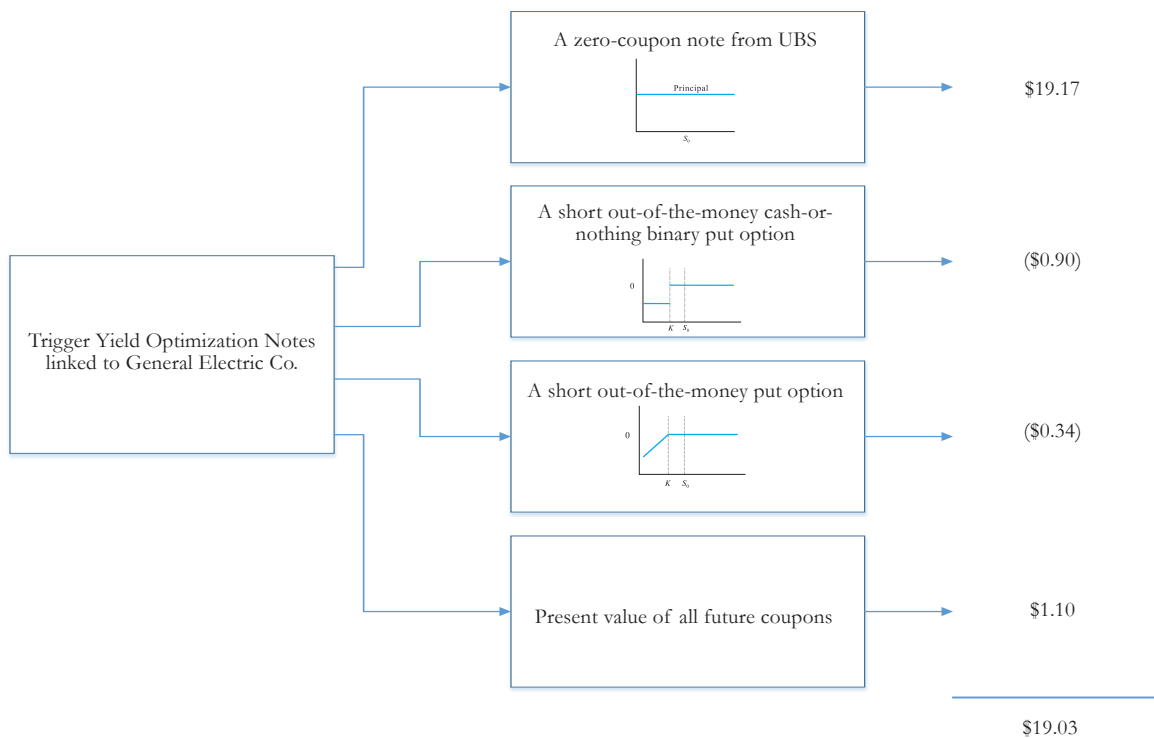 A zero-coupon note from UBS
Principal
S₀
$19.17
A short out-of-the-money cash-or-
nothing binary put option
0
K S₀
($0.90)
Trigger Yield Optimization Notes
linked to General Electric Co.
A short out-of-the-money put option
0
K S₀
($0.34)
Present value of all future coupons
$1.10
$19.03